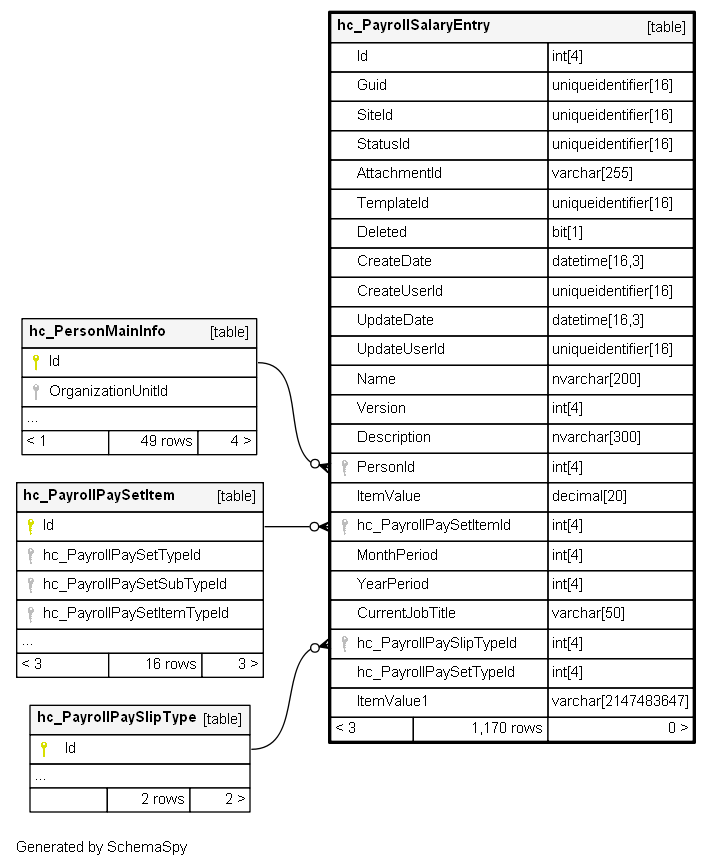 hc_PayrollSalaryEntry [table]
Id int[4]
Guid uniqueidentifier[16]
SiteId uniqueidentifier[16]
StatusId uniqueidentifier[16]
AttachmentId varchar[255]
TemplateId uniqueidentifier[16]
Deleted bit[1]
CreateDate datetime[16,3]
CreateUserId uniqueidentifier[16]
UpdateDate datetime[16,3]
UpdateUserId uniqueidentifier[16]
Name nvarchar[200]
Version int[4]
Description nvarchar[300]
PersonId int[4]
ItemValue decimal[20]
hc_PayrollPaySetItemId int[4]
MonthPeriod int[4]
YearPeriod int[4]
CurrentJobTitle varchar[50]
hc_PayrollPaySlipTypeId int[4]
hc_PayrollPaySetTypeId int[4]
ItemValue1 varchar[2147483647]
< 3 1,170 rows 0 >
hc_PersonMainInfo [table]
Id
OrganizationUnitId
...
< 1 49 rows 4 >
hc_PayrollPaySetItem [table]
Id
hc_PayrollPaySetTypeId
hc_PayrollPaySetSubTypeId
hc_PayrollPaySetItemTypeId
...
< 3 16 rows 3 >
hc_PayrollPaySlipType [table]
Id
...
2 rows 2 >
Generated by SchemaSpy